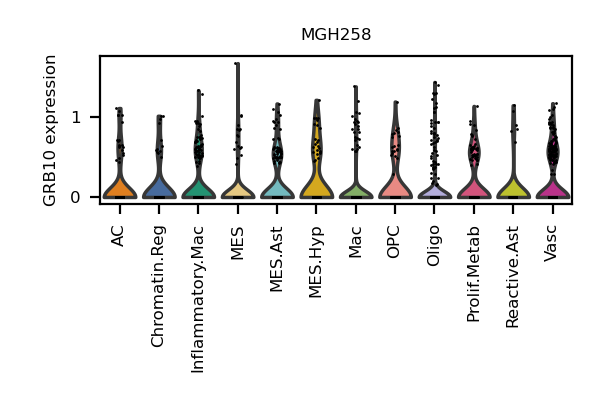 MGH258
GRB10 expression
1
0
AC
Chromatin.Reg
Inflammatory.Mac
MES
MES.Ast
MES.Hyp
Mac
OPC
Oligo
Prolif.Metab
Reactive.Ast
Vasc